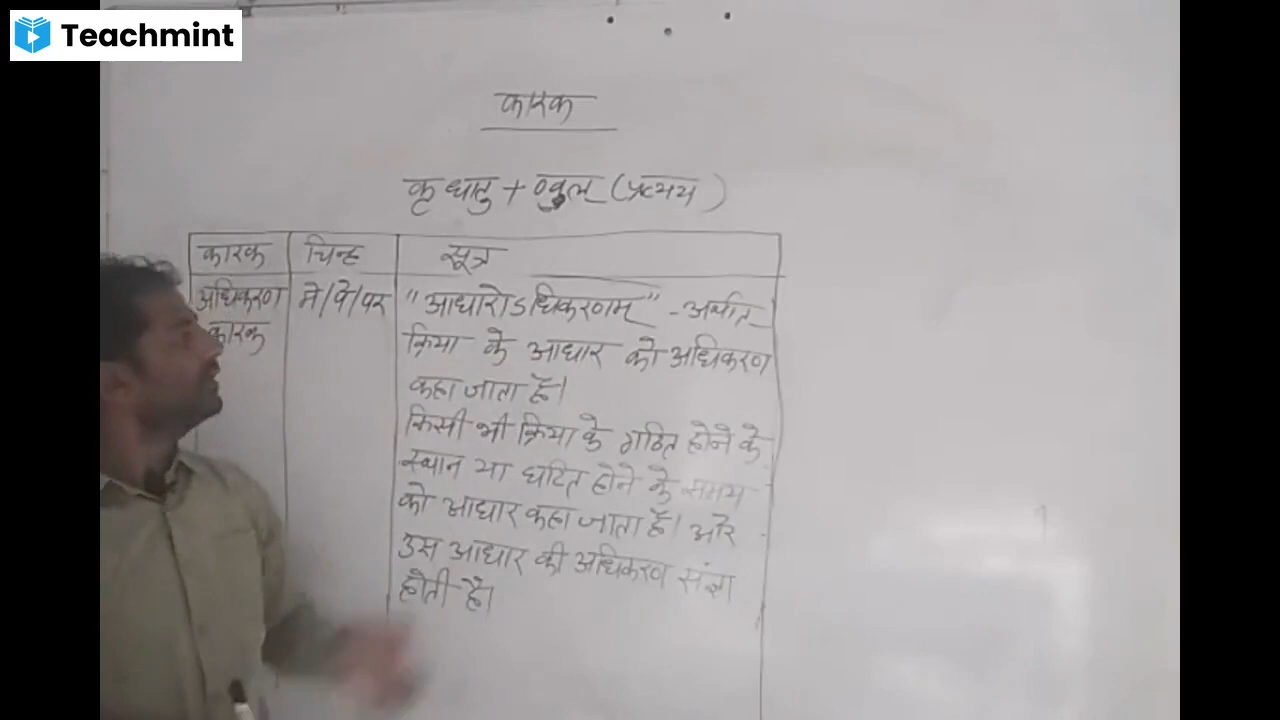 Teachmint
कारक
कृ धातु + ण्वुल् (प्रत्यय)
कारक चिन्ह सूत्र
अधिकरण मे/पे/पर "आधारोऽधिकरणम्" - अर्थात्
कारक क्रिया के आधार को अधिकरण
कहा जाता है।
किसी भी क्रिया के गठित होने के
स्थान या घटित होने के समय
को आधार कहा जाता है। और
उस आधार की अधिकरण संज्ञा
होती है।